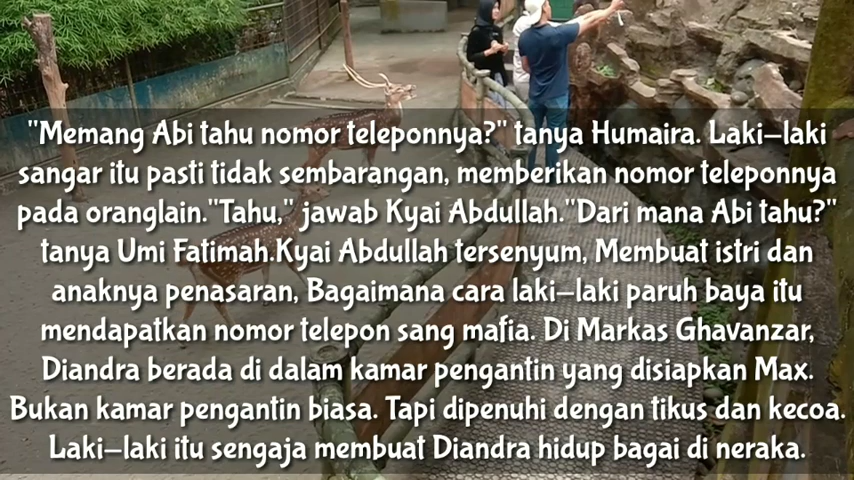 "Memang Abi tahu nomor teleponnya?" tanya Humaira. Laki-laki
sangar itu pasti tidak sembarangan, memberikan nomor teleponnya
pada oranglain."Tahu," jawab Kyai Abdullah."Dari mana Abi tahu?"
tanya Umi Fatimah.Kyai Abdullah tersenyum, Membuat istri dan
anaknya penasaran, Bagaimana cara laki-laki paruh baya itu
mendapatkan nomor telepon sang mafia. Di Markas Ghavanzar,
Diandra berada di dalam kamar pengantin yang disiapkan Max.
Bukan kamar pengantin biasa. Tapi dipenuhi dengan tikus dan kecoa.
Laki-laki itu sengaja membuat Diandra hidup bagai di neraka.